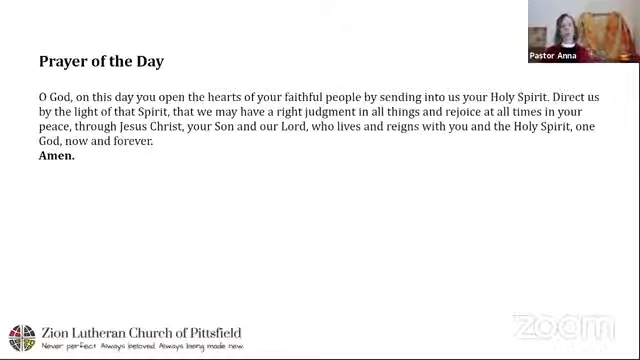 Prayer of the Day
O God, on this day you open the hearts of your faithful people by sending into us your Holy Spirit. Direct us
by the light of that Spirit, that we may have a right judgment in all things and rejoice at all times in your
peace, through Jesus Christ, your Son and our Lord, who lives and reigns with you and the Holy Spirit, one
God, now and forever.
Amen.
Pastor Anna
Zion Lutheran Church of Pittsfield
Never perfect. Always beloved. Always being made new.
zoom